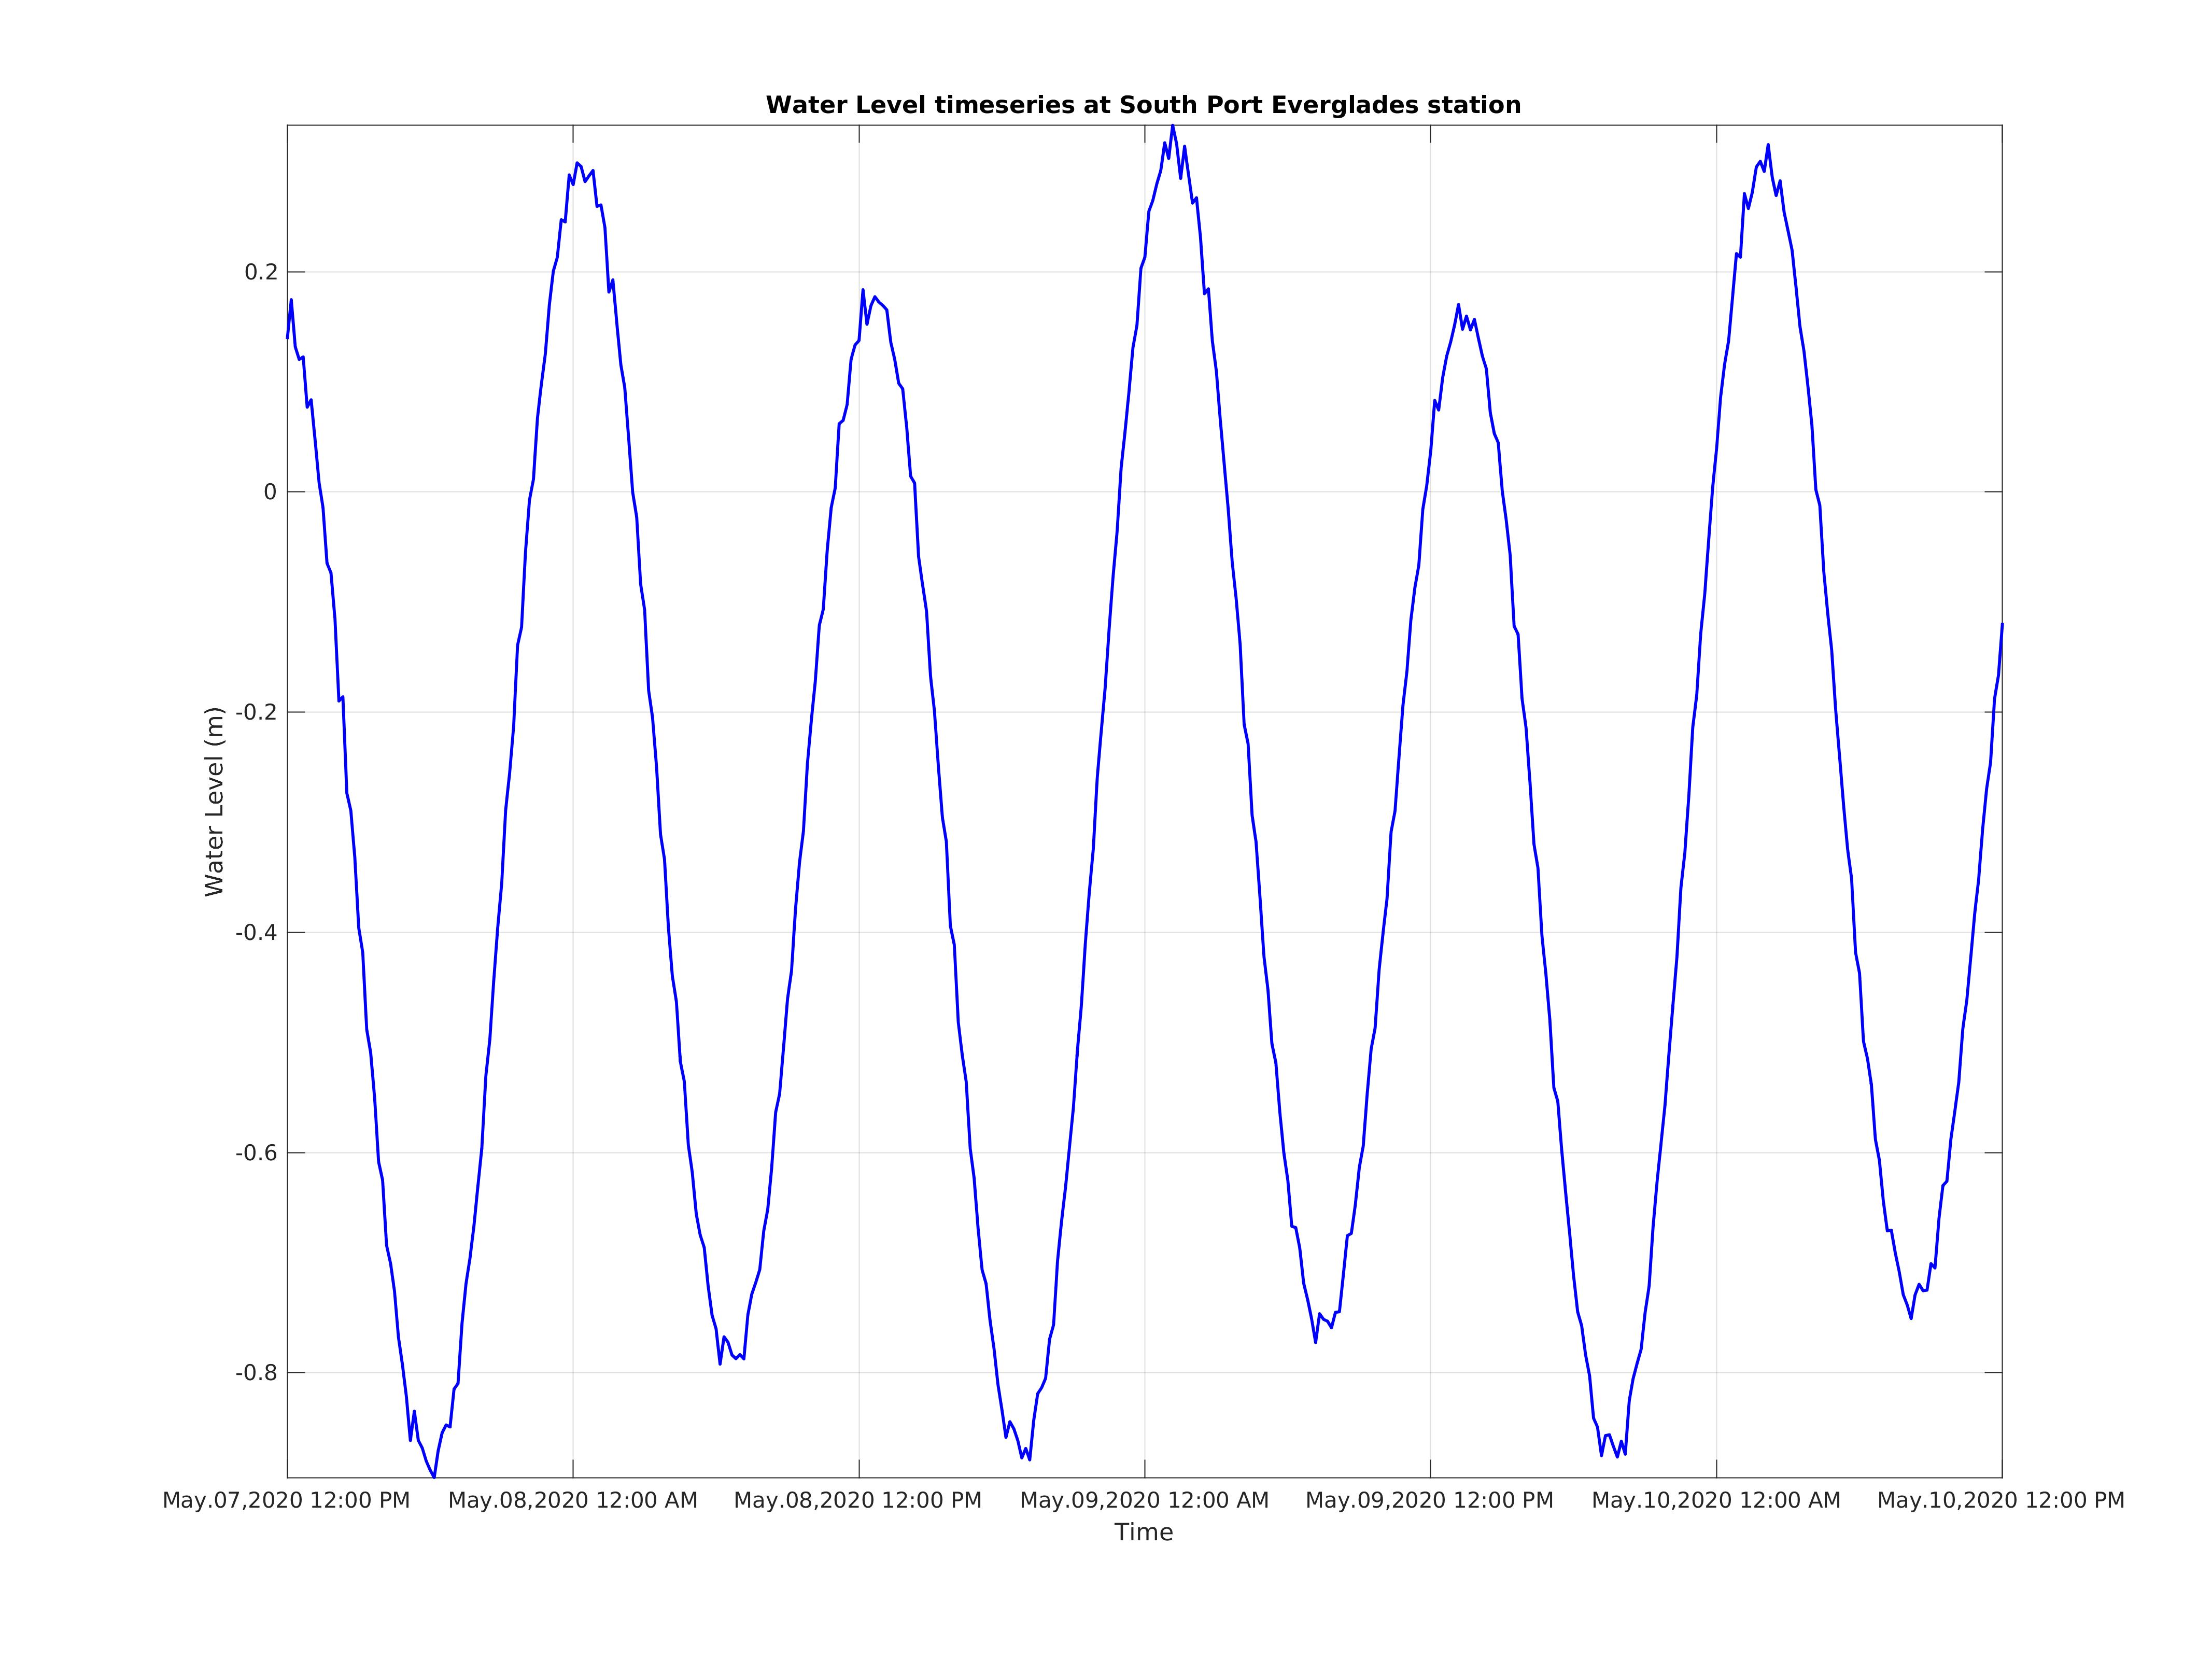 Water Level timeseries at South Port Everglades station
0.2
0
-0.2
-0.4
-0.6
-0.8
Water Level (m)
May.07,2020 12:00 PM May.08,2020 12:00 AM May.08,2020 12:00 PM May.09,2020 12:00 AM May.09,2020 12:00 PM May.10,2020 12:00 AM May.10,2020 12:00 PM
Time